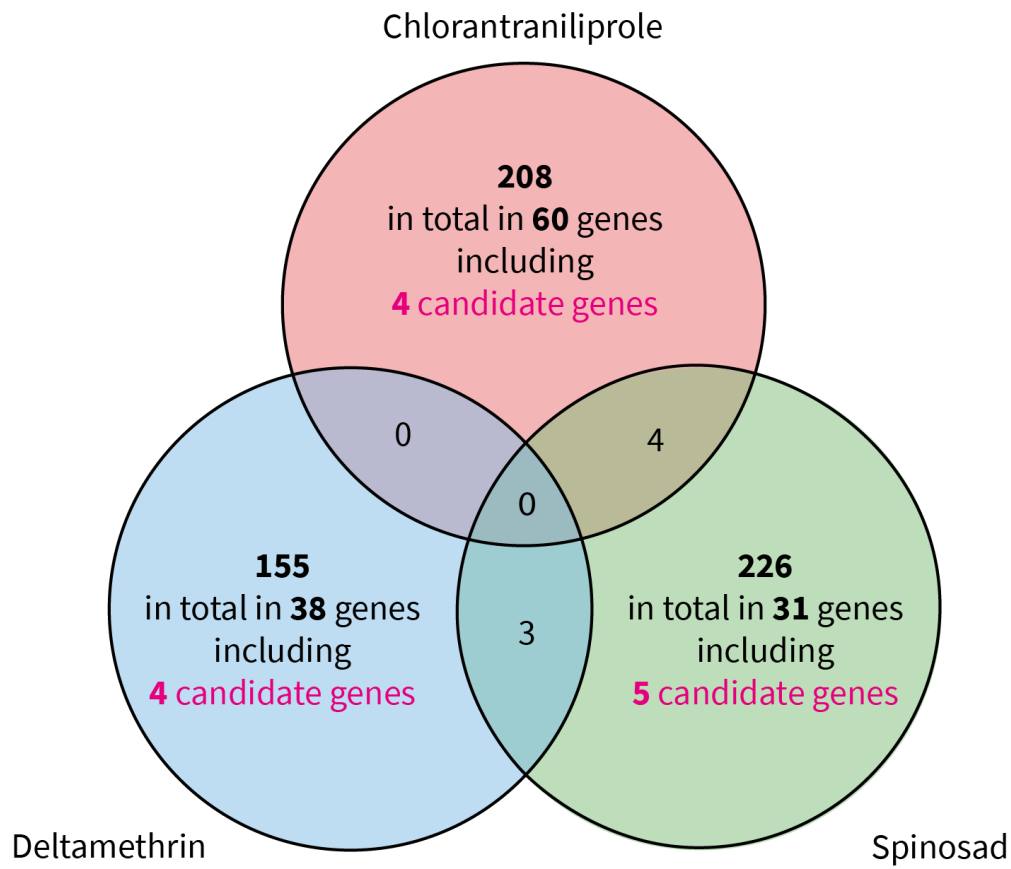 Chlorantraniliprole
208
in total in 60 genes
including
4 candidate genes
0
4
0
155
in total in 38 genes
including
4 candidate genes
3
226
in total in 31 genes
including
5 candidate genes
Deltamethrin
Spinosad